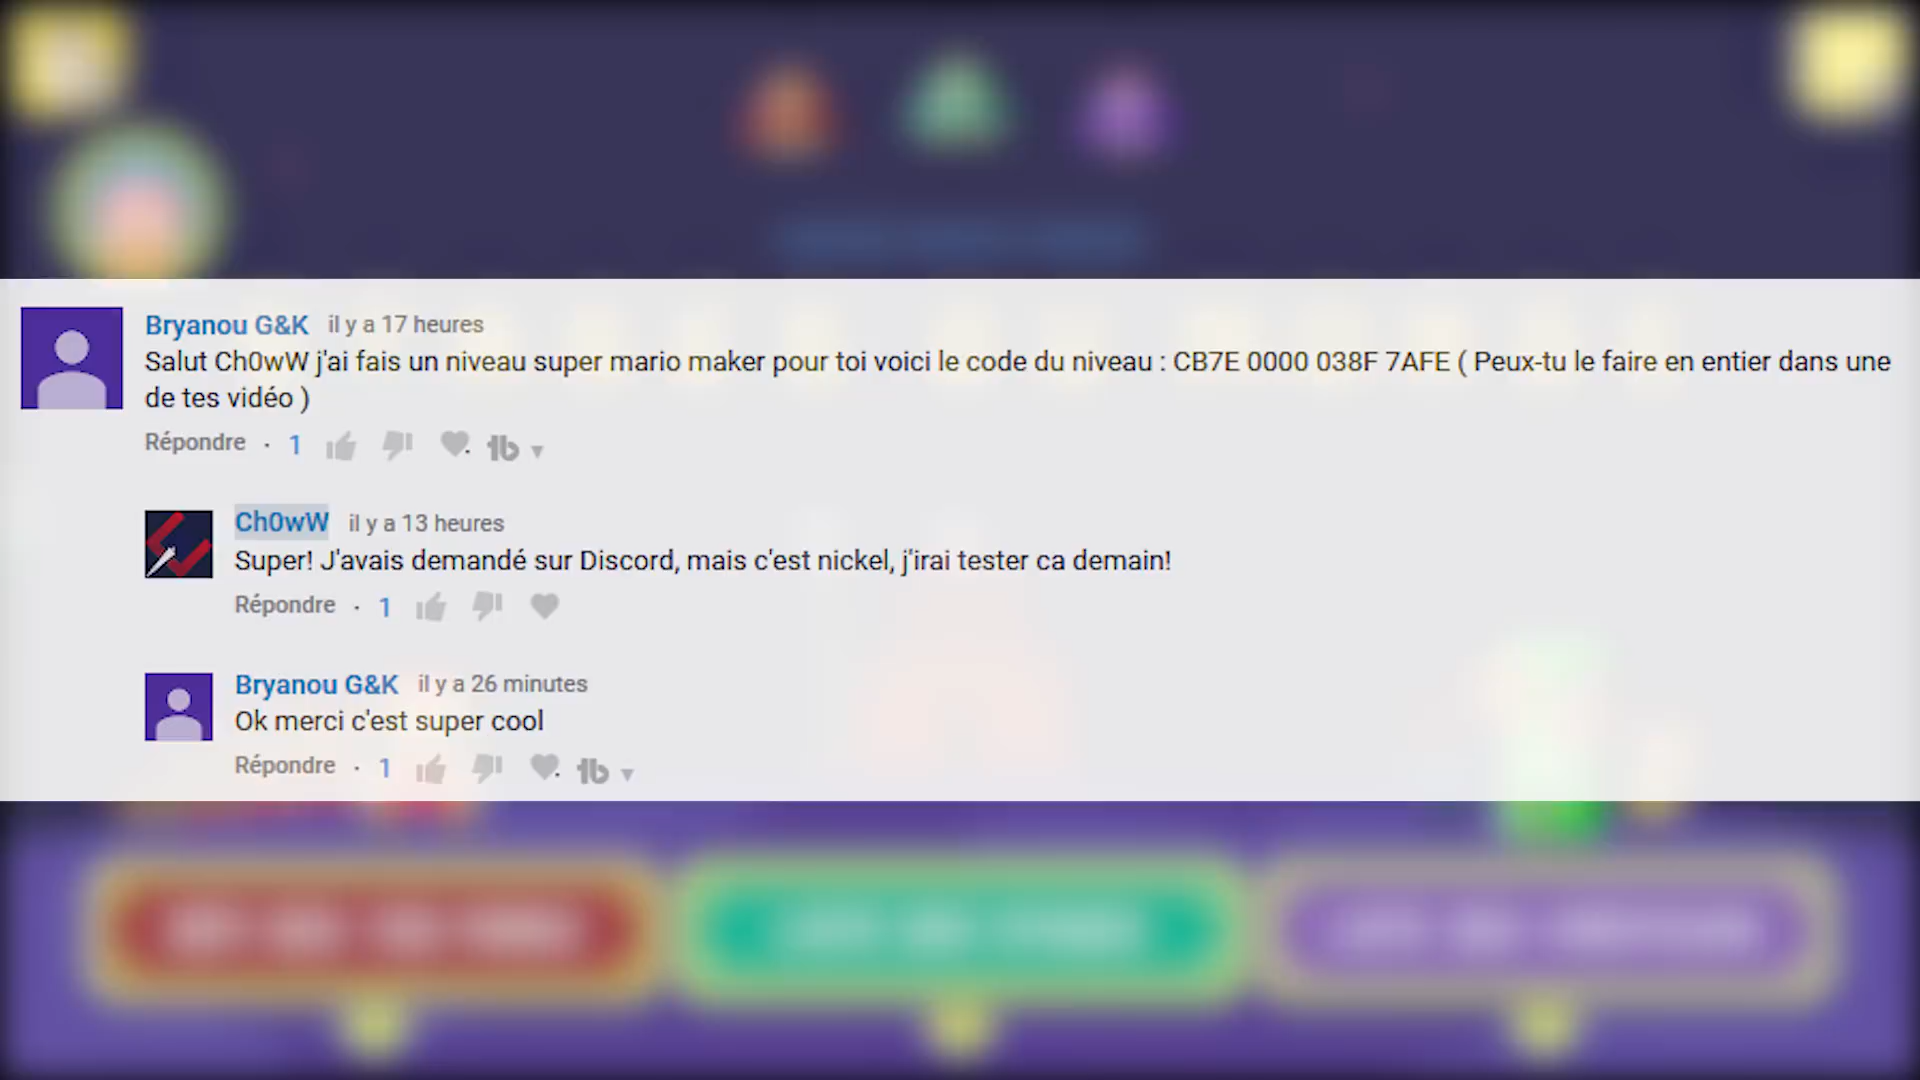 Bryanou G&K il y a 17 heures
Salut Ch0wW j'ai fais un niveau super mario maker pour toi voici le code du niveau : CB7E 0000 038F 7AFE ( Peux-tu le faire en entier dans une
de tes vidéo )
Répondre · 1
Ch0wW il y a 13 heures
Super! J'avais demandé sur Discord, mais c'est nickel, j'irai tester ca demain!
Répondre · 1
Bryanou G&K il y a 26 minutes
Ok merci c'est super cool
Répondre · 1